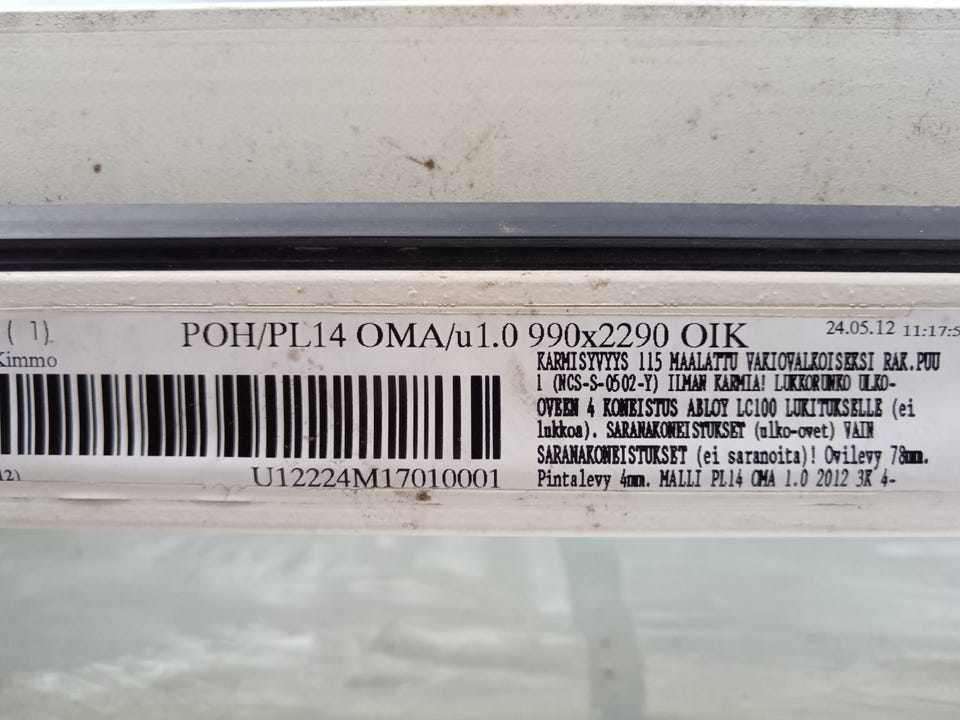 ( 1)
Kimmo
POH/PL14 OMA/u1.0 990x2290 OIK
24.05.12 11:17:5
KARMISYVYYS 115 MAALATTU VAKIOVALKOISEKSI RAK.PUU
1 (NCS-S-0502-Y) ILMAN KARMIA! LUKKORUNKO ULKO-
OVEEN 4 KONEISTUS ABLOY LC100 LUKITUKSELLE (ei
lukkoa). SARANAKONEISTUKSET (ulko-ovet) VAIN
SARANAKONEISTUKSET (ei saranoita)! Ovilevy 78mm.
Pintalevy 4mm. MALLI PL14 OMA 1.0 2012 3K 4-
12)
U12224M17010001